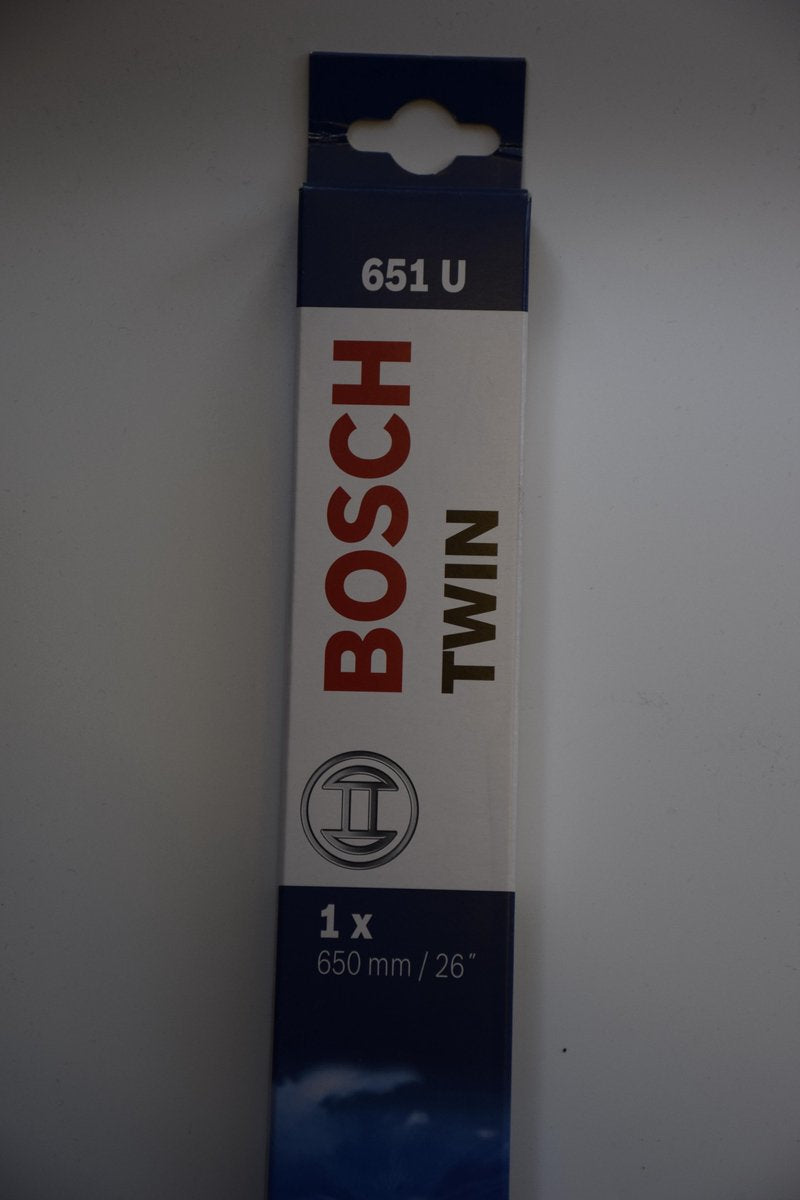 651 U
BOSCH
TWIN
1 x
650 mm / 26"